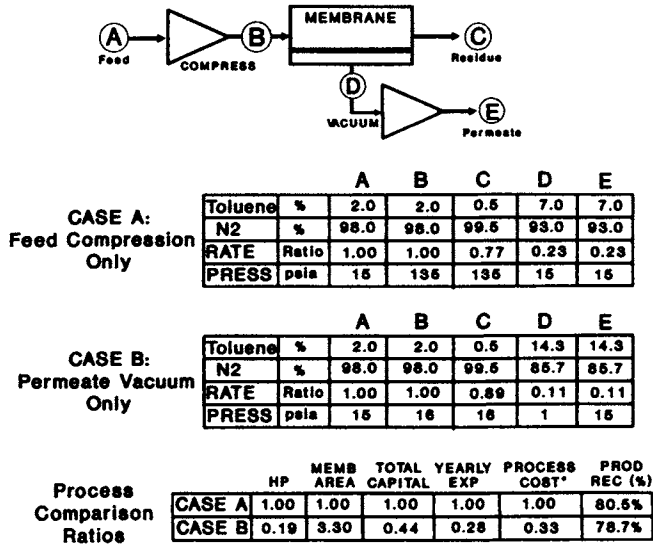 MEMBRANE
A
B
C
Feed
COMPRESS
Residue
D
E
VACUUM
Permeate
A B C D E
CASE A:
Feed Compression
Only
Toluene % 2.0 2.0 0.5 7.0 7.0
N2 % 98.0 98.0 99.5 93.0 93.0
RATE Ratio 1.00 1.00 0.77 0.23 0.23
PRESS psia 15 135 135 15 15
A B C D E
CASE B:
Permeate Vacuum
Only
Toluene % 2.0 2.0 0.5 14.3 14.3
N2 % 98.0 98.0 99.5 85.7 85.7
RATE Ratio 1.00 1.00 0.89 0.11 0.11
PRESS psia 15 16 16 1 15
Process
Comparison
Ratios
HP MEMB AREA TOTAL CAPITAL YEARLY EXP PROCESS COST* PROD REC (%)
CASE A 1.00 1.00 1.00 1.00 1.00 80.5%
CASE B 0.19 3.30 0.44 0.28 0.33 78.7%